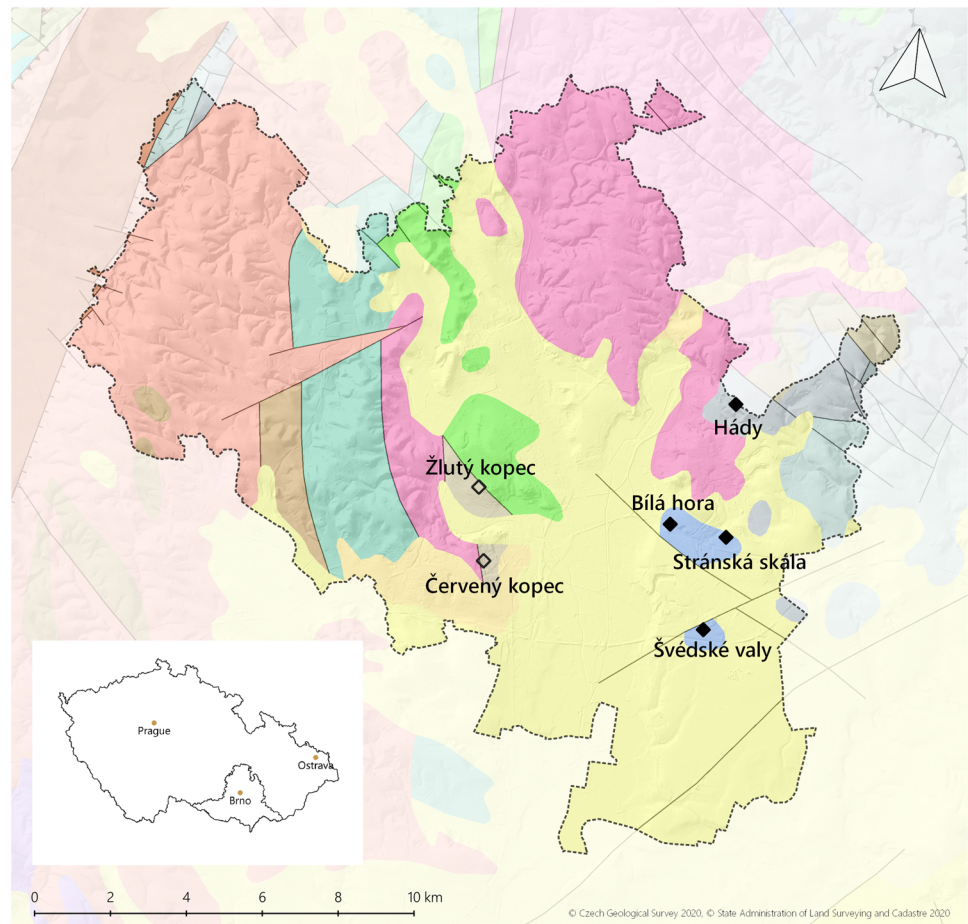 Hády
Žlutý kopec
Bílá hora
Stránská skála
Červený kopec
Švédské valy
Prague
Ostrava
Brno
0 2 4 6 8 10 km
© Czech Geological Survey 2020, © State Administration of Land Surveying and Cadastre 2020